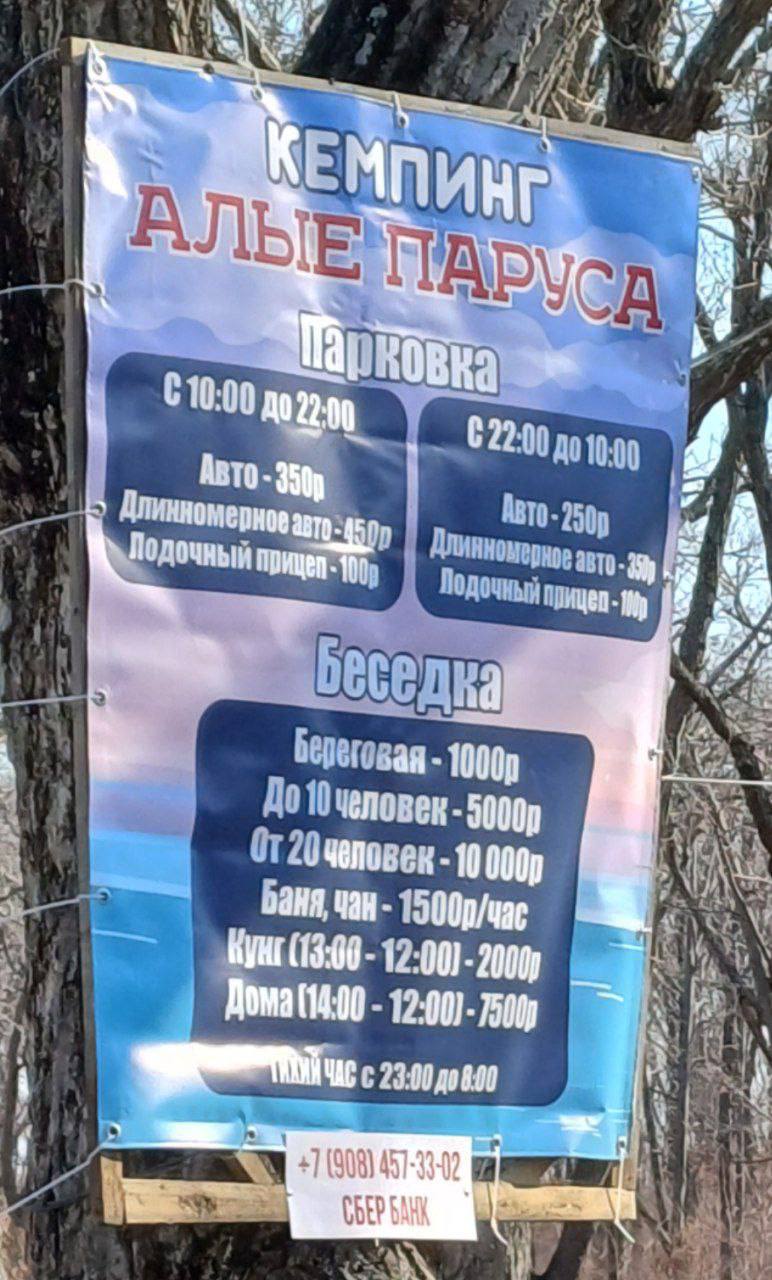 КЕМПИНГ
АЛЫЕ ПАРУСА
Парковка
С 10:00 до 22:00
Авто - 350р
Длинномерное авто - 450р
Лодочный прицеп - 100р
С 22:00 до 10:00
Авто - 250р
Длинномерное авто - 350р
Лодочный прицеп - 100р
Беседка
Береговая - 1000р
До 10 человек - 5000р
От 20 человек - 10 000р
Баня, чан - 1500р/час
Кунг (13:00 - 12:00) - 2000р
Дома (14:00 - 12:00) - 7500р
ТИХИЙ ЧАС с 23:00 до 8:00
+7 (908) 457-33-02
СБЕР БАНК